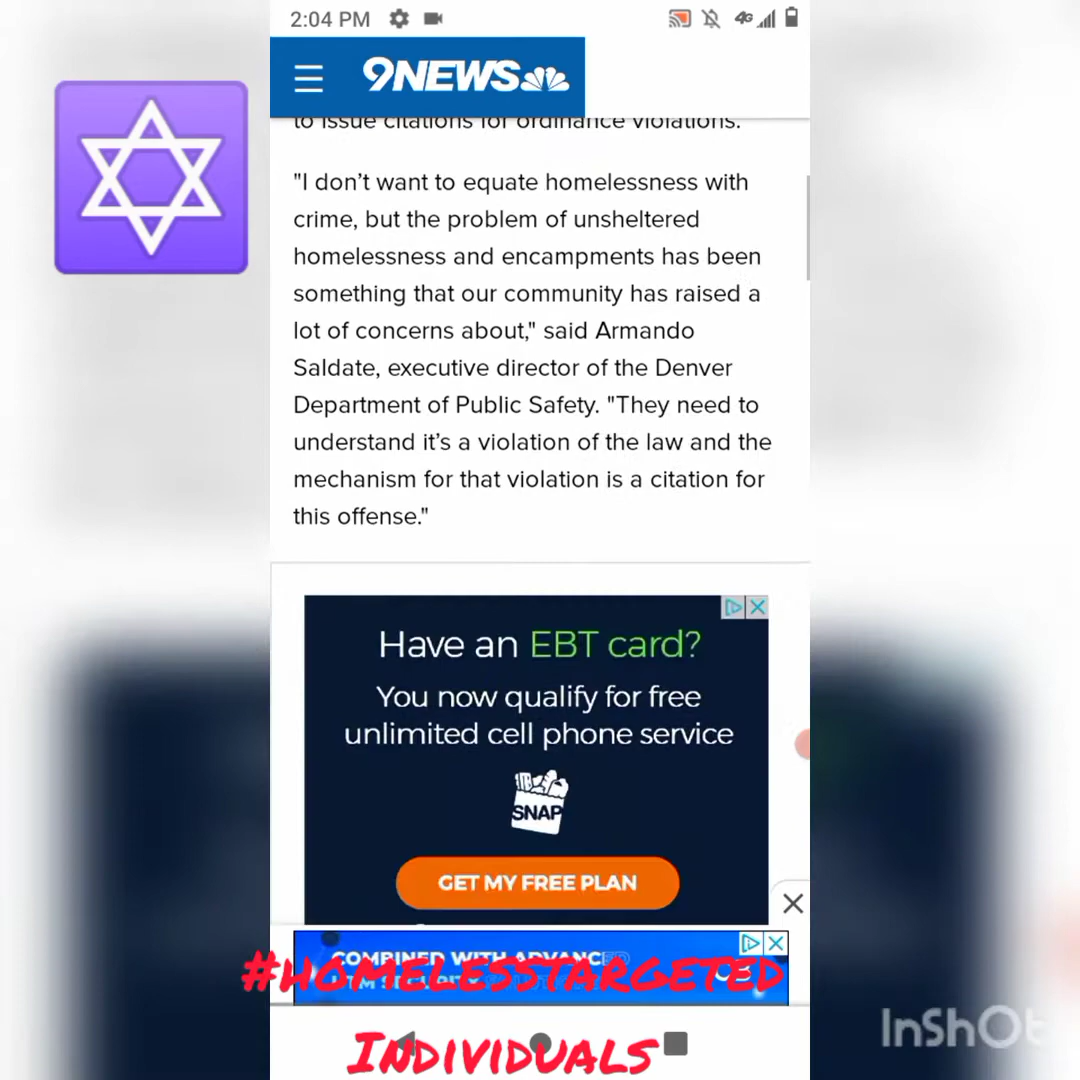 2:04 PM
4G
9NEWS
to issue citations for ordinance violations.
"I don’t want to equate homelessness with
crime, but the problem of unsheltered
homelessness and encampments has been
something that our community has raised a
lot of concerns about," said Armando
Saldate, executive director of the Denver
Department of Public Safety. "They need to
understand it’s a violation of the law and the
mechanism for that violation is a citation for
this offense."
Have an EBT card?
You now qualify for free
unlimited cell phone service
SNAP
GET MY FREE PLAN
COMBINED WITH ADVANCED
#HOMELESSTARGETED
INDIVIDUALS
InShOt